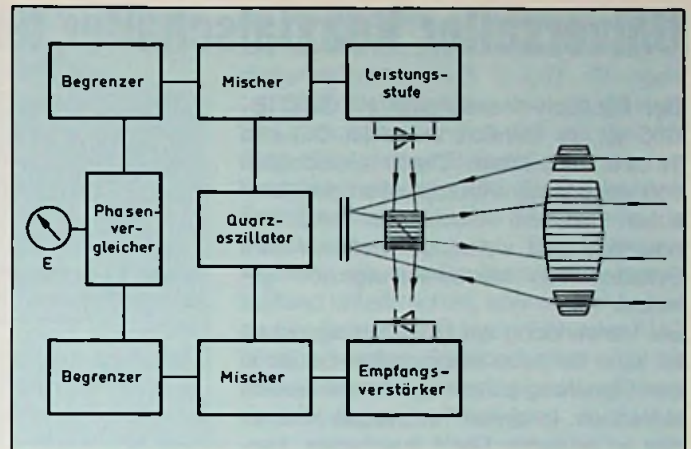 Begrenzer
Mischer
Leistungs-
stufe
Phasen-
ver-
gleicher
E
Quarz-
oszillator
Begrenzer
Mischer
Empfangs-
verstärker